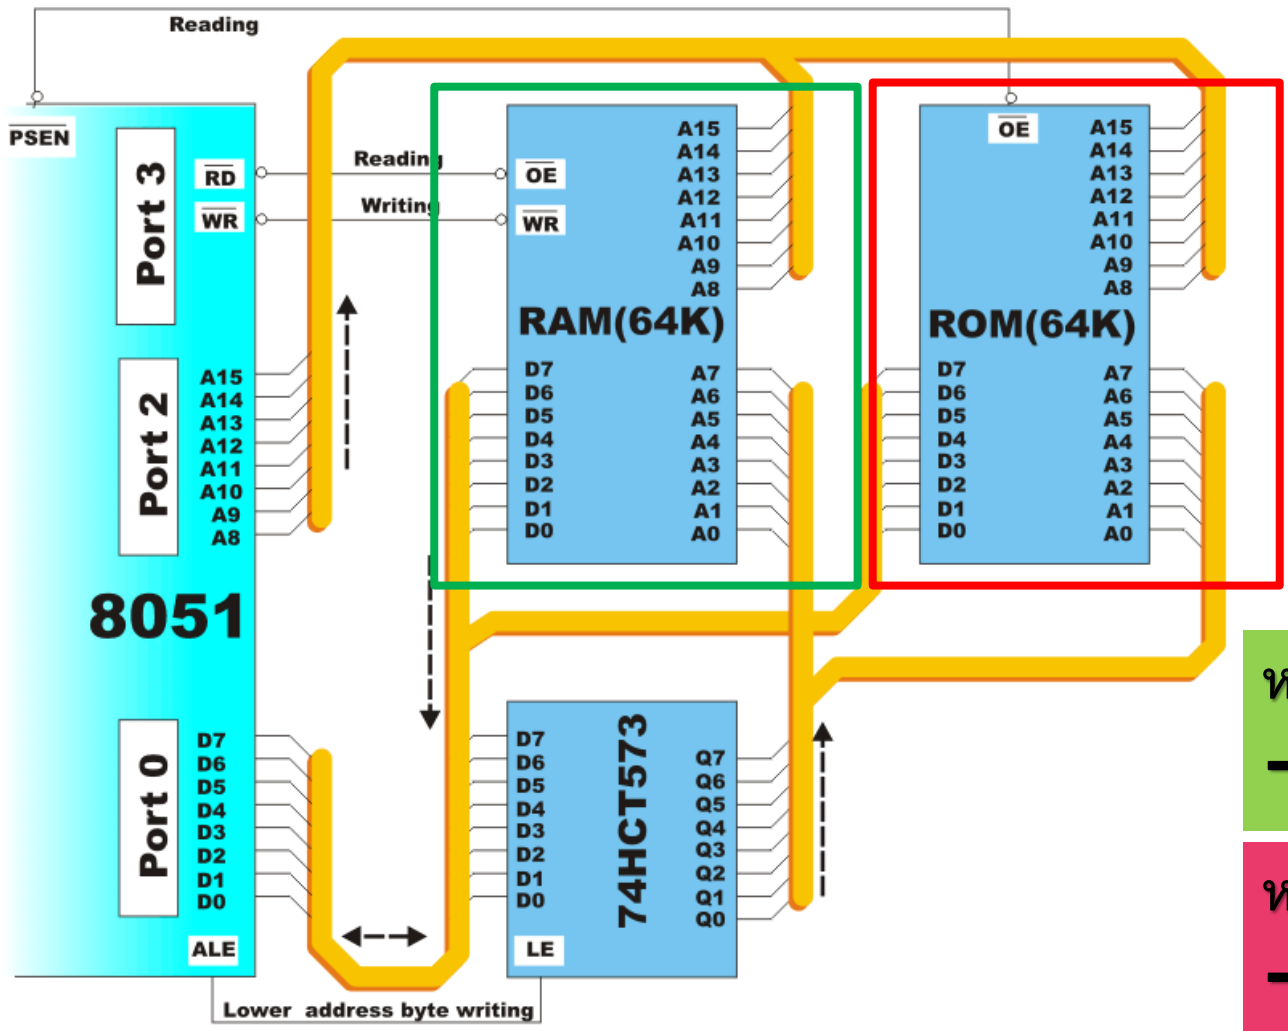 Reading
PSEN
Port 3
RD
WR
Reading
Writing
OE
WR
A15
A14
A13
A12
A11
A10
A9
A8
RAM(64K)
D7
D6
D5
D4
D3
D2
D1
D0
A7
A6
A5
A4
A3
A2
A1
A0
OE
A15
A14
A13
A12
A11
A10
A9
A8
ROM(64K)
D7
D6
D5
D4
D3
D2
D1
D0
A7
A6
A5
A4
A3
A2
A1
A0
Port 2
A15
A14
A13
A12
A11
A10
A9
A8
8051
Port 0
D7
D6
D5
D4
D3
D2
D1
D0
ALE
D7
D6
D5
D4
D3
D2
D1
D0
74HCT573
Q7
Q6
Q5
Q4
Q3
Q2
Q1
Q0
LE
Lower address byte writing